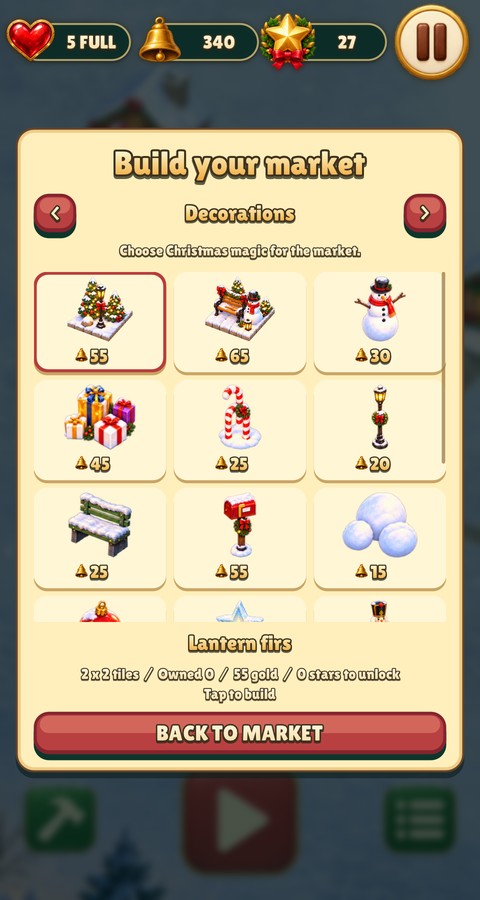 5 FULL
340
27
Build your market
Decorations
Choose Christmas magic for the market.
55
65
30
45
25
20
25
55
15
Lantern firs
2 x 2 tiles / Owned 0 / 55 gold / 0 stars to unlock
Tap to build
BACK TO MARKET